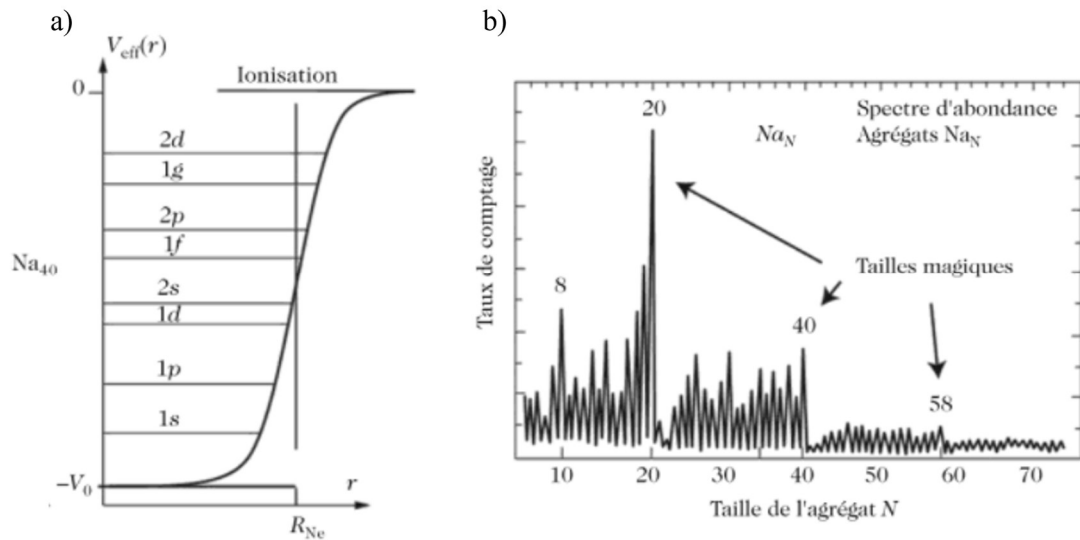 a)
V_eff(r)
0
Ionisation
2d
1g
2p
1f
Na₄₀
2s
1d
1p
1s
–V₀
r
R_Ne
b)
20
Spectre d'abondance
Na_N
Agrégats Na_N
Taux de comptage
Tailles magiques
8
40
58
10 20 30 40 50 60 70
Taille de l'agrégat N